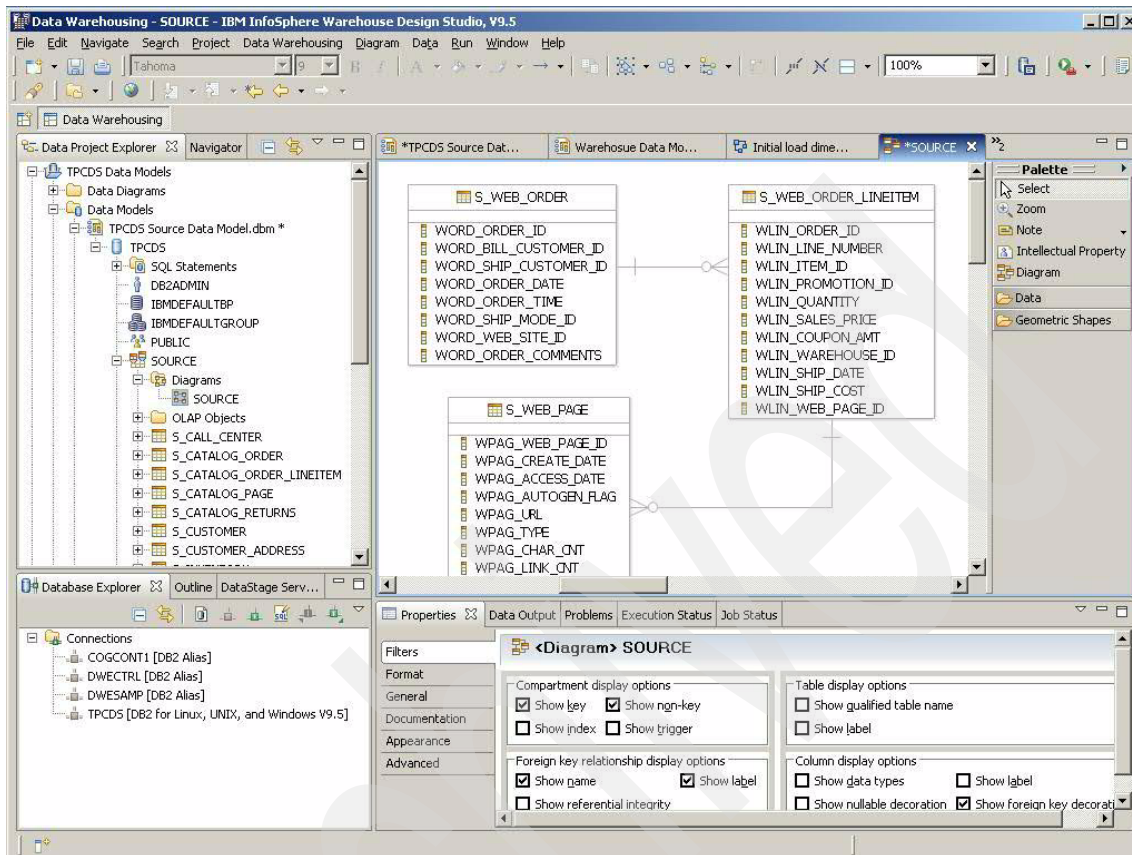 Data Warehousing - SOURCE - IBM InfoSphere Warehouse Design Studio, V9.5
File Edit Navigate Search Project Data Warehousing Diagram Data Run Window Help
Tahoma 9 B I A 100%
Data Warehousing
Data Project Explorer Navigator
TPCDS Data Models
Data Diagrams
Data Models
TPCDS Source Data Model.dbm *
TPCDS
SQL Statements
DB2ADMIN
IBMDEFAULTBP
IBMDEFAULTGROUP
PUBLIC
SOURCE
Diagrams
SOURCE
OLAP Objects
S_CALL_CENTER
S_CATALOG_ORDER
S_CATALOG_ORDER_LINEITEM
S_CATALOG_PAGE
S_CATALOG_RETURNS
S_CUSTOMER
S_CUSTOMER_ADDRESS
*TPCDS Source Dat... Warehosue Data Mo... Initial load dime... *SOURCE »2
S_WEB_ORDER
WORD_ORDER_ID
WORD_BILL_CUSTOMER_ID
WORD_SHIP_CUSTOMER_ID
WORD_ORDER_DATE
WORD_ORDER_TIME
WORD_SHIP_MODE_ID
WORD_WEB_SITE_ID
WORD_ORDER_COMMENTS
S_WEB_ORDER_LINEITEM
WLIN_ORDER_ID
WLIN_LINE_NUMBER
WLIN_ITEM_ID
WLIN_PROMOTION_ID
WLIN_QUANTITY
WLIN_SALES_PRICE
WLIN_COUPON_AMT
WLIN_WAREHOUSE_ID
WLIN_SHIP_DATE
WLIN_SHIP_COST
WLIN_WEB_PAGE_ID
S_WEB_PAGE
WPAG_WEB_PAGE_ID
WPAG_CREATE_DATE
WPAG_ACCESS_DATE
WPAG_AUTOGEN_FLAG
WPAG_URL
WPAG_TYPE
WPAG_CHAR_CNT
WPAG_LINK_CNT
Palette
Select
Zoom
Note
Intellectual Property
Diagram
Data
Geometric Shapes
Database Explorer Outline DataStage Serv...
Connections
COGCONT1 [DB2 Alias]
DWECTRL [DB2 Alias]
DWESAMP [DB2 Alias]
TPCDS [DB2 for Linux, UNIX, and Windows V9.5]
Properties Data Output Problems Execution Status Job Status
Filters
Format
General
Documentation
Appearance
Advanced
<Diagram> SOURCE
Compartment display options
Show key Show non-key
Show index Show trigger
Table display options
Show qualified table name
Show label
Foreign key relationship display options
Show name Show label
Show referential integrity
Column display options
Show data types Show label
Show nullable decoration Show foreign key decorati